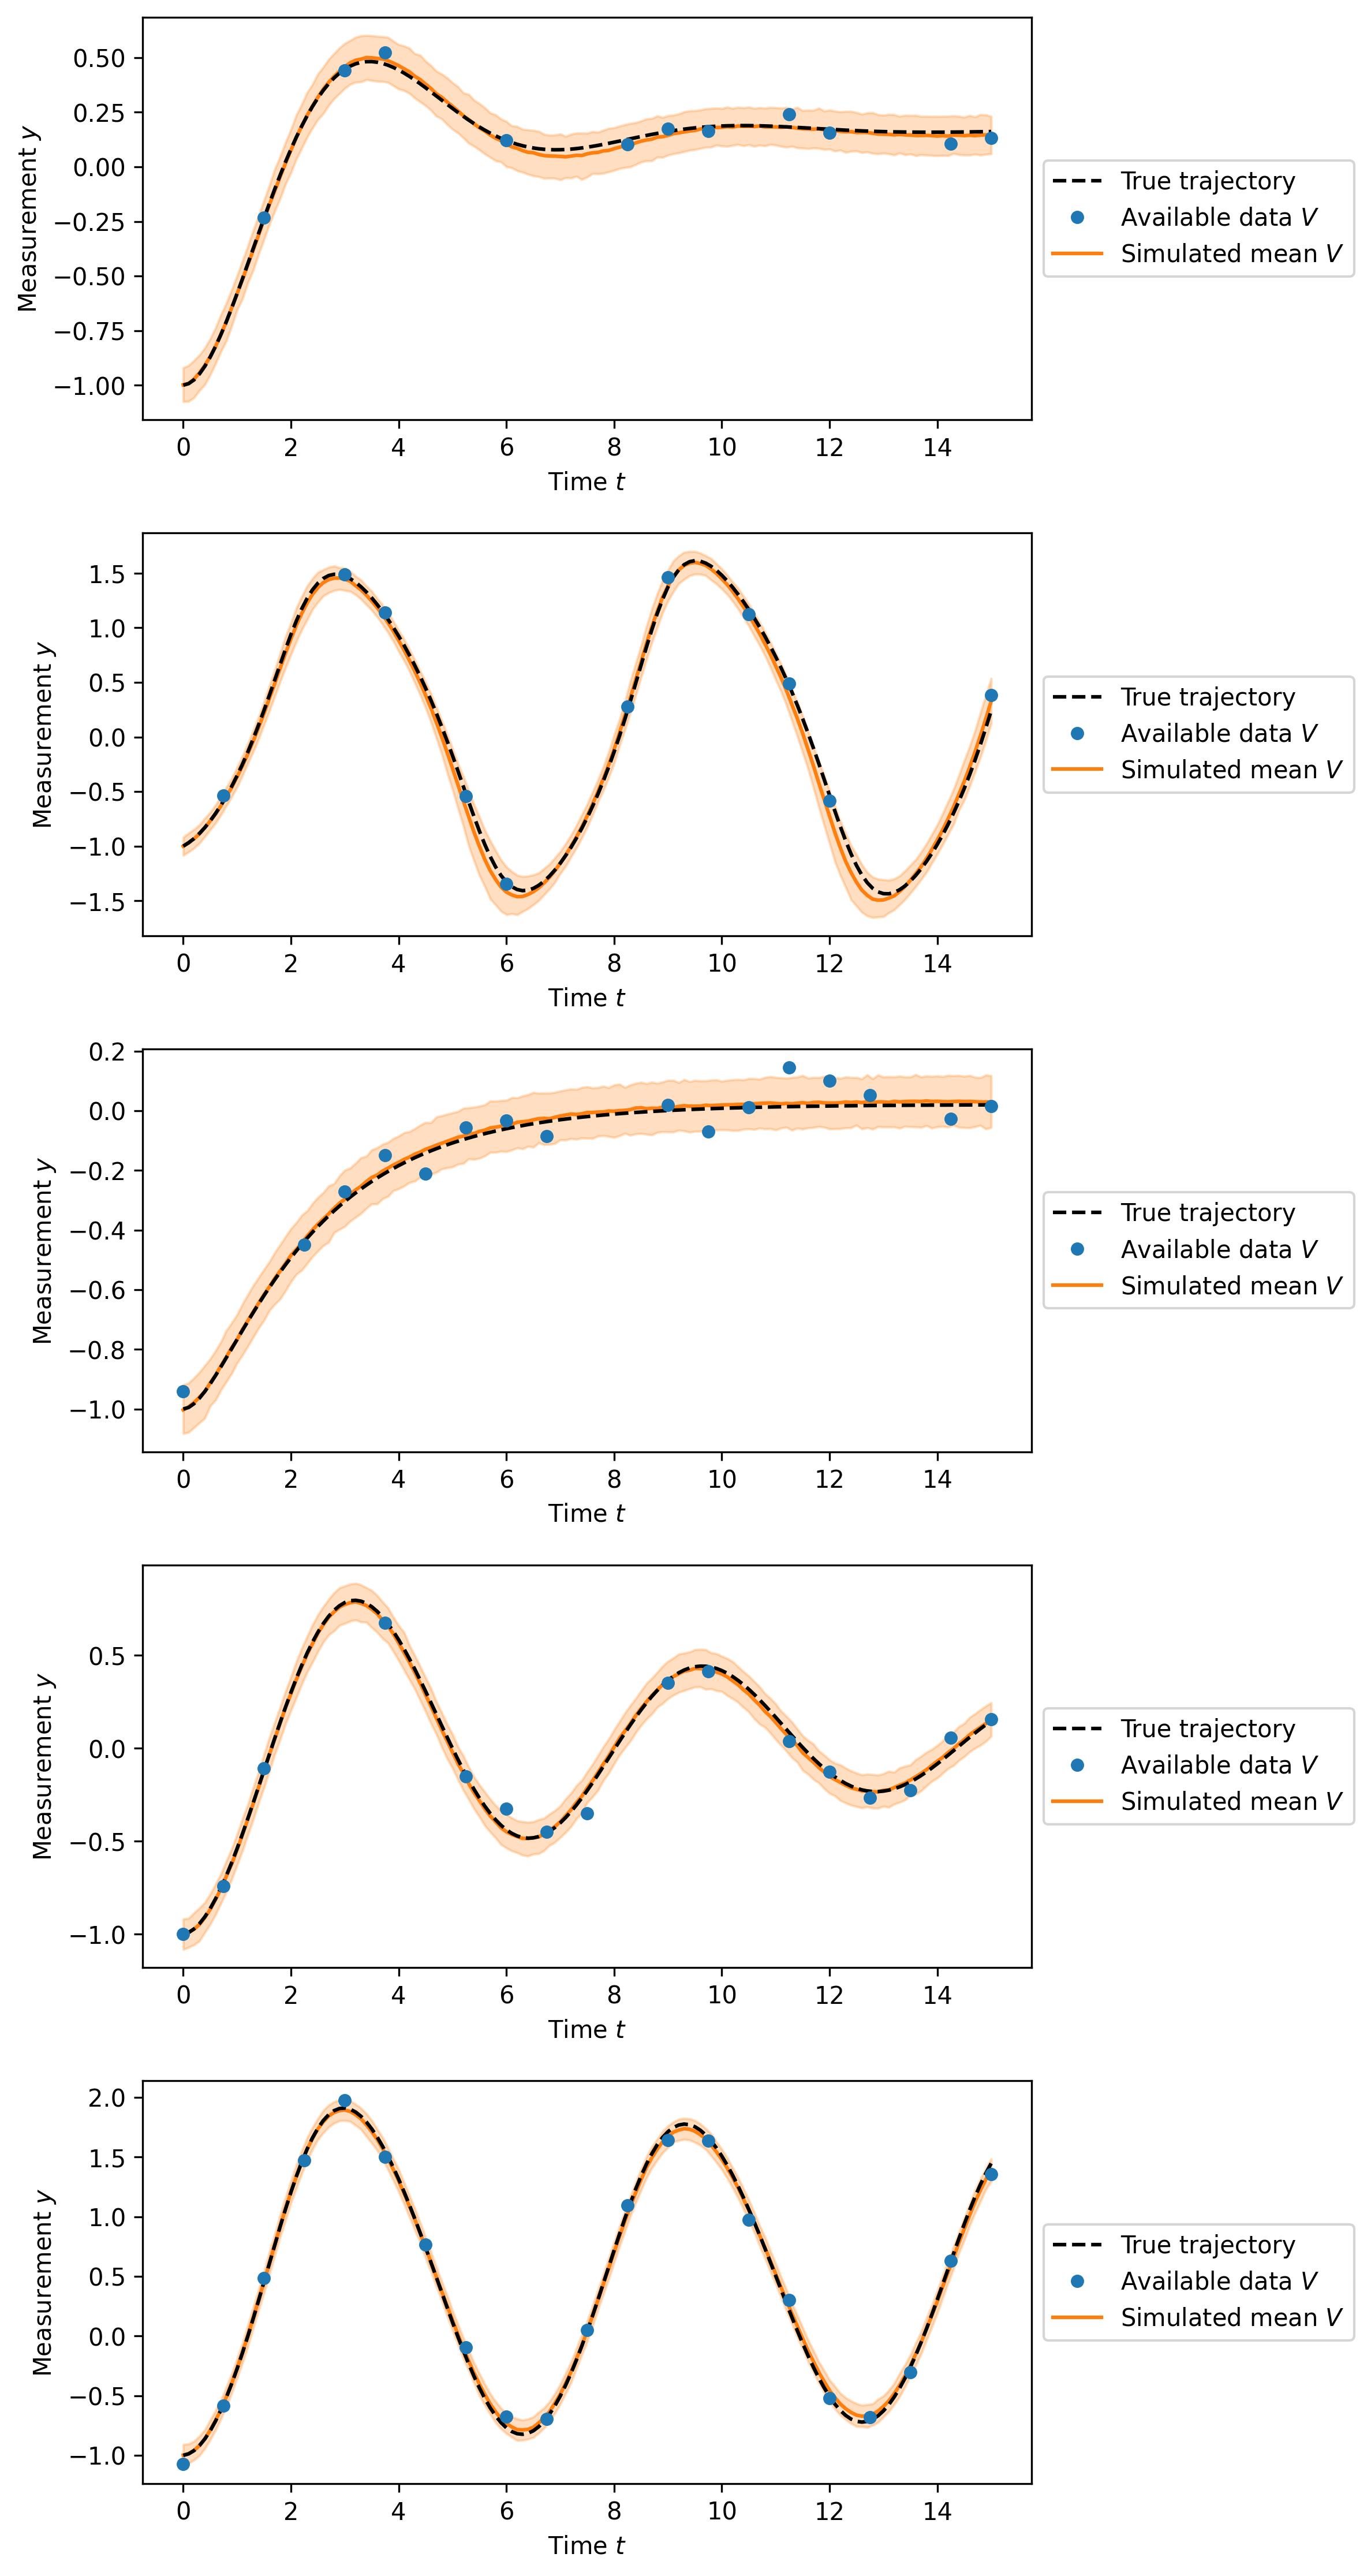 0.50
0.25
0.00
−0.25
−0.50
−0.75
−1.00
Measurement y
0 2 4 6 8 10 12 14
Time t
True trajectory
Available data V
Simulated mean V
1.5
1.0
0.5
0.0
−0.5
−1.0
−1.5
Measurement y
0 2 4 6 8 10 12 14
Time t
True trajectory
Available data V
Simulated mean V
0.2
0.0
−0.2
−0.4
−0.6
−0.8
−1.0
Measurement y
0 2 4 6 8 10 12 14
Time t
True trajectory
Available data V
Simulated mean V
0.5
0.0
−0.5
−1.0
Measurement y
0 2 4 6 8 10 12 14
Time t
True trajectory
Available data V
Simulated mean V
2.0
1.5
1.0
0.5
0.0
−0.5
−1.0
Measurement y
0 2 4 6 8 10 12 14
Time t
True trajectory
Available data V
Simulated mean V